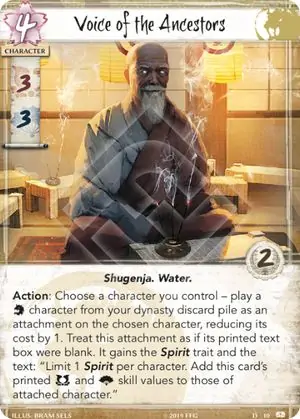 Voice of the Ancestors
4
CHARACTER
3
3
2
Shugenja. Water.
Action: Choose a character you control – play a
character from your dynasty discard pile as an
attachment on the chosen character, reducing its
cost by 1. Treat this attachment as if its printed text
box were blank. It gains the Spirit trait and the
text: "Limit 1 Spirit per character. Add this card's
printed and skill values to those of
attached character."
ILLUS. BRAM SELS
© 2019 FFG